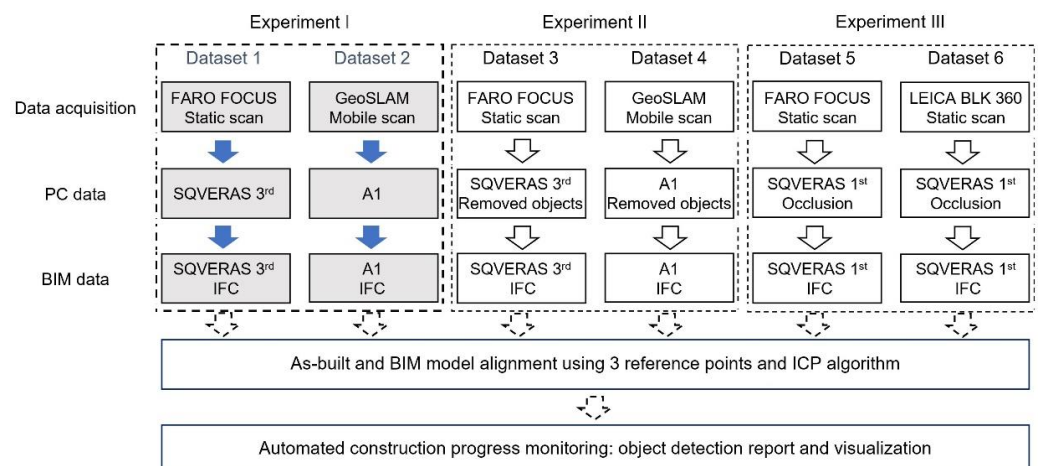 Experiment I Experiment II Experiment III
Dataset 1 Dataset 2 Dataset 3 Dataset 4 Dataset 5 Dataset 6
Data acquisition
FARO FOCUS
Static scan
GeoSLAM
Mobile scan
FARO FOCUS
Static scan
GeoSLAM
Mobile scan
FARO FOCUS
Static scan
LEICA BLK 360
Static scan
PC data
SQVERAS 3rd
A1
SQVERAS 3rd
Removed objects
A1
Removed objects
SQVERAS 1st
Occlusion
SQVERAS 1st
Occlusion
BIM data
SQVERAS 3rd
IFC
A1
IFC
SQVERAS 3rd
IFC
A1
IFC
SQVERAS 1st
IFC
SQVERAS 1st
IFC
As-built and BIM model alignment using 3 reference points and ICP algorithm
Automated construction progress monitoring: object detection report and visualization